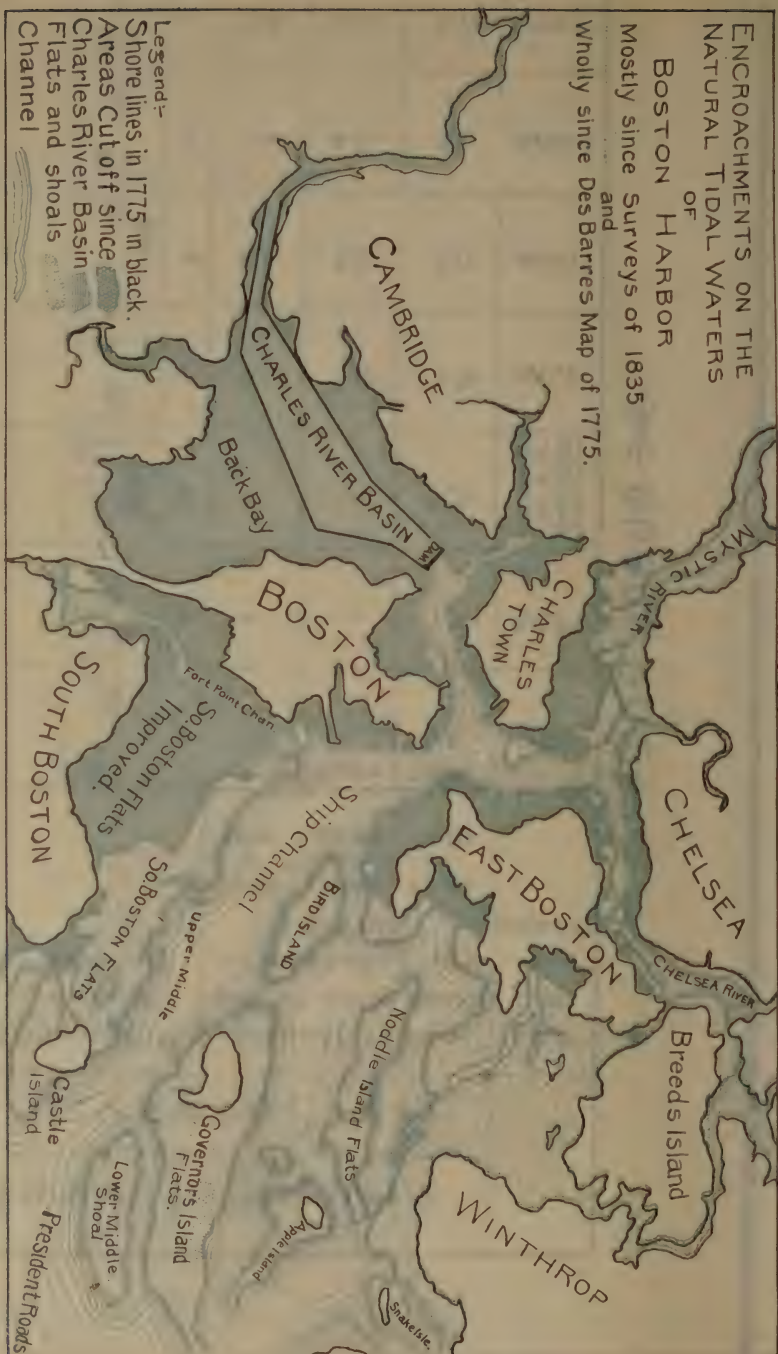 ENCROACHMENTS ON THE
NATURAL TIDAL WATERS
OF
BOSTON HARBOR
Mostly since Surveys of 1835
and
Wholly since Des Barres Map of 1775.
Legend:-
Shore lines in 1775 in black.
Areas Cut off since
Charles River Basin
Flats and shoals
Channel
CAMBRIDGE
CHARLES RIVER BASIN
DAM
Back Bay
MYSTIC
RIVER
CHARLES
TOWN
BOSTON
Fort Point Chan.
SOUTH BOSTON
So. Boston Flats
Improved.
So. BOSTON FLATS
Ship Channel
Upper Middle
BIRD ISLAND
CHELSEA
CHELSEA RIVER
EAST BOSTON
Breeds Island
Noddle Island Flats
WINTHROP
Castle
Island
Governors Island
Flats.
Lower Middle
Shoal
Apple Island
Snake Isle.
President Roads